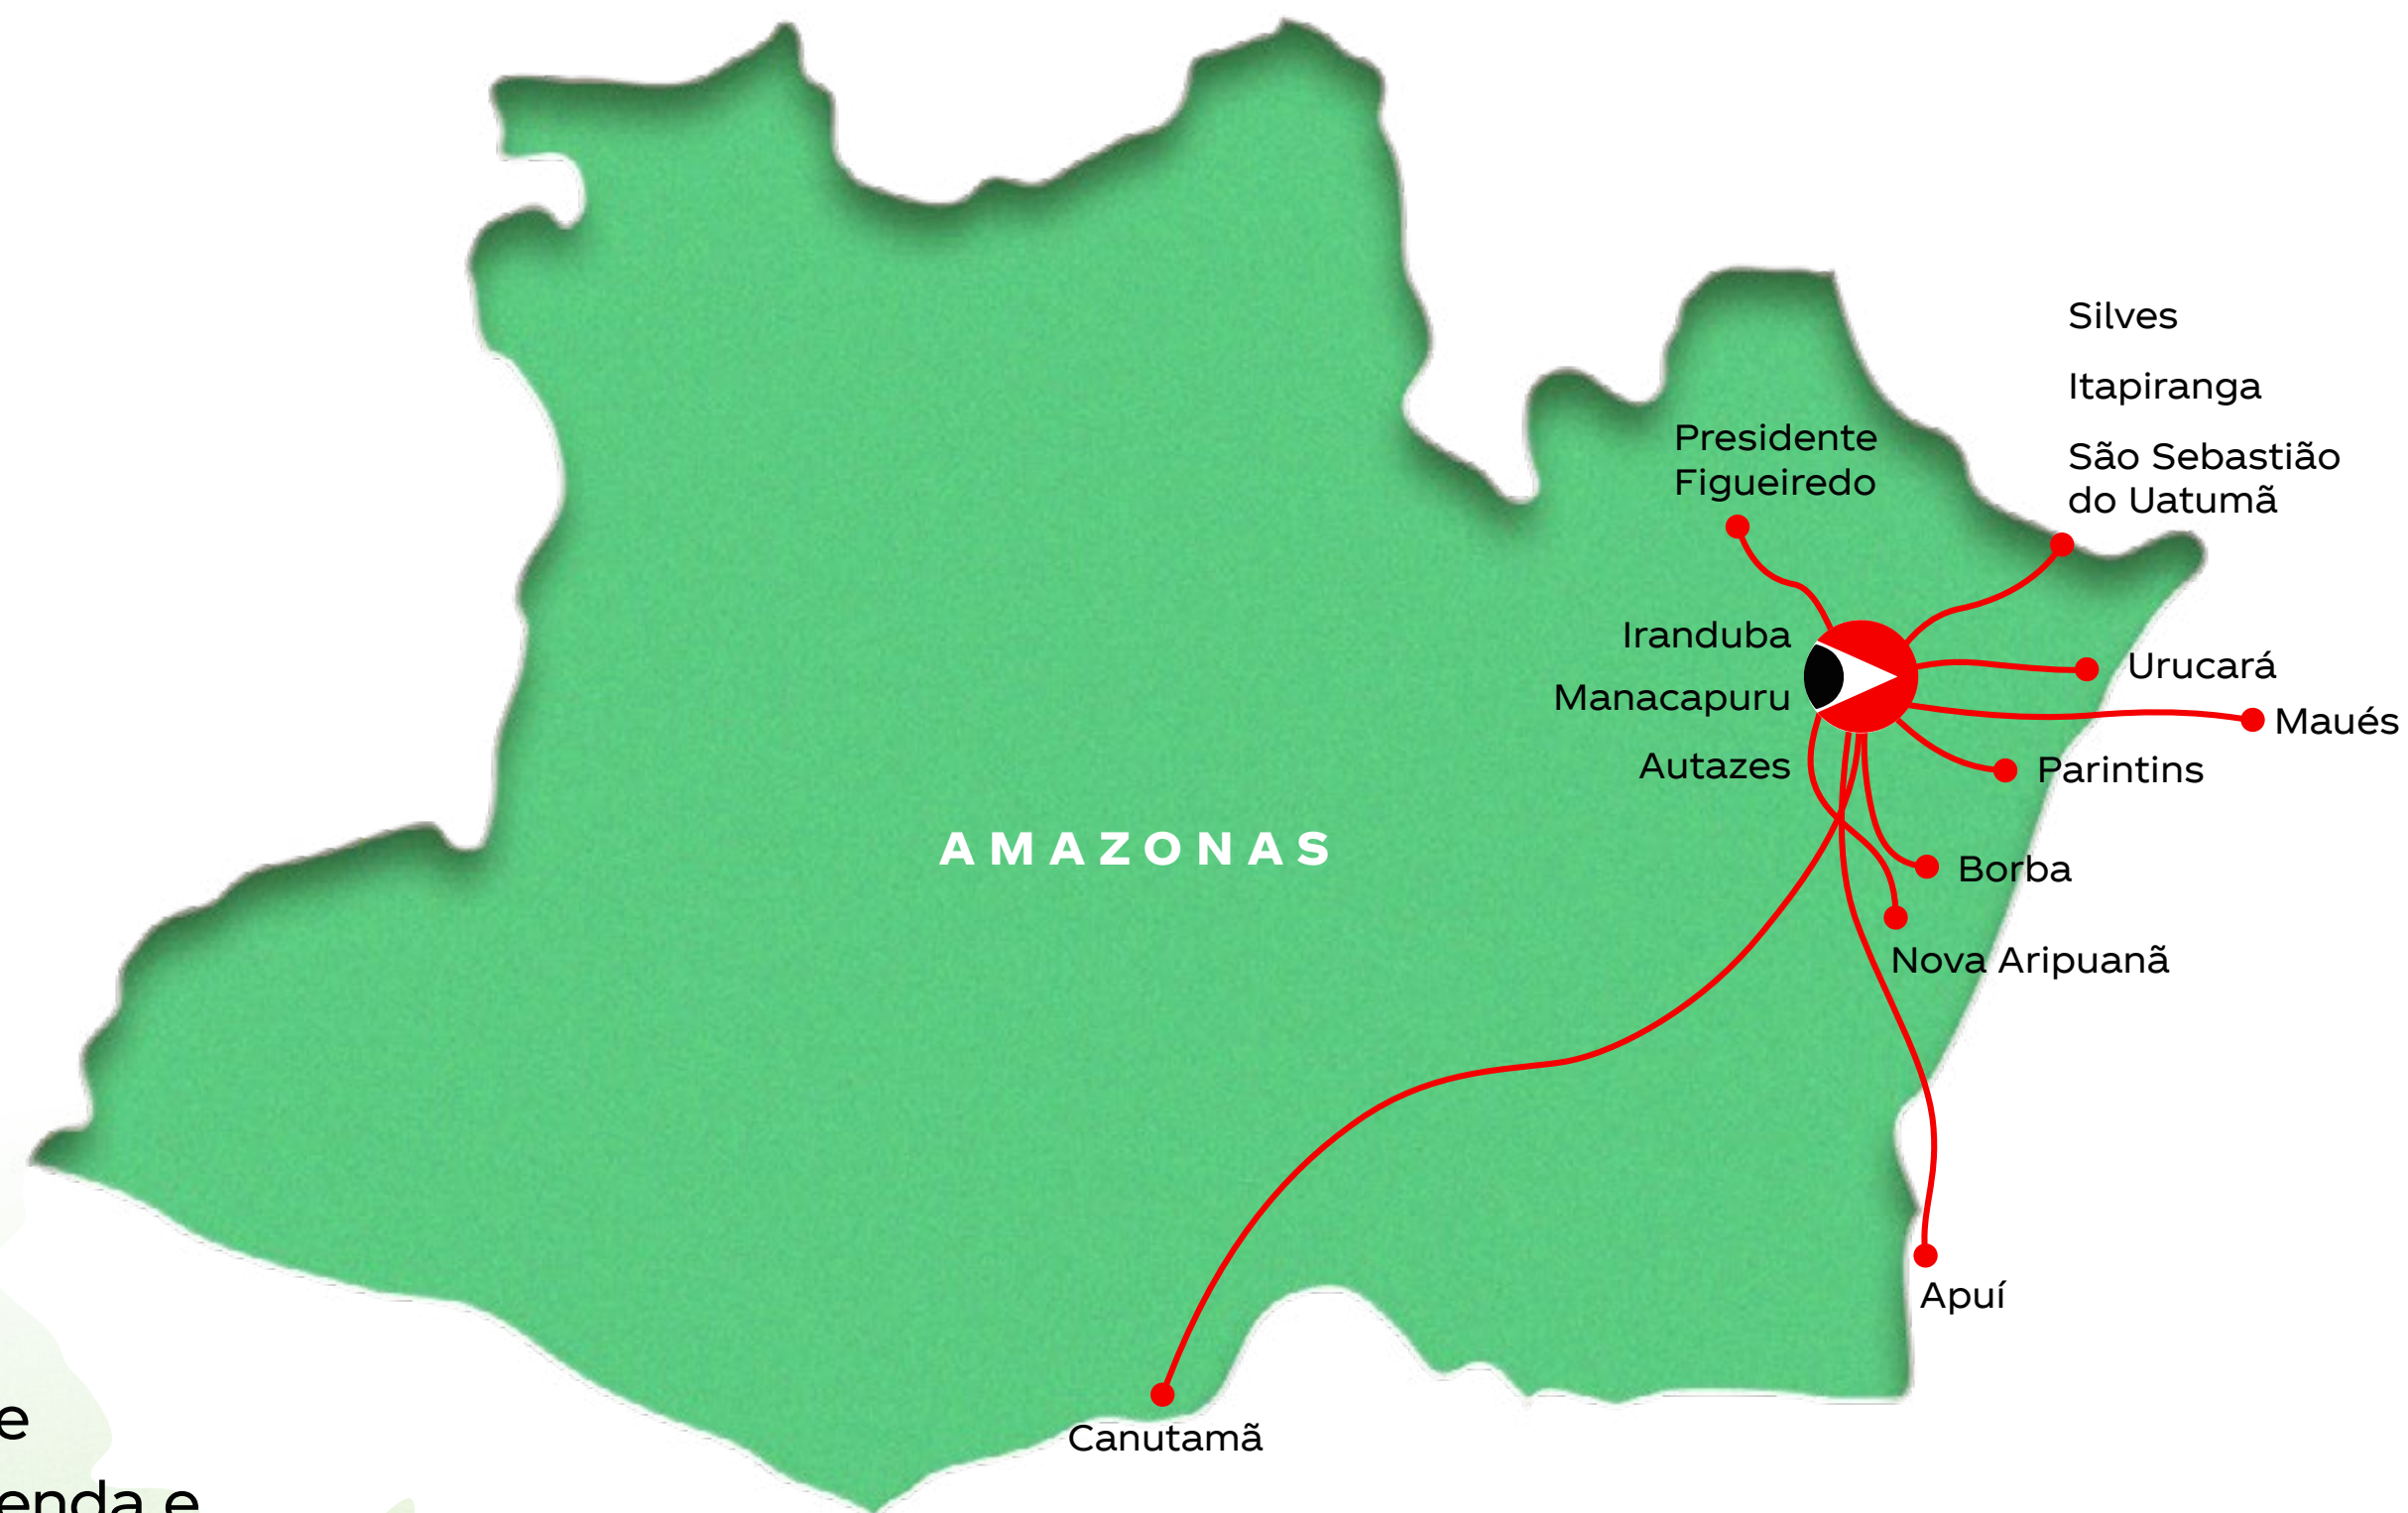 Silves
Itapiranga
São Sebastião
do Uatumã
Presidente
Figueiredo
Iranduba
Manacapuru
Autazes
Urucará
Maués
Parintins
Borba
Nova Aripuanã
AMAZONAS
Apuí
Canutamã
e
enda e